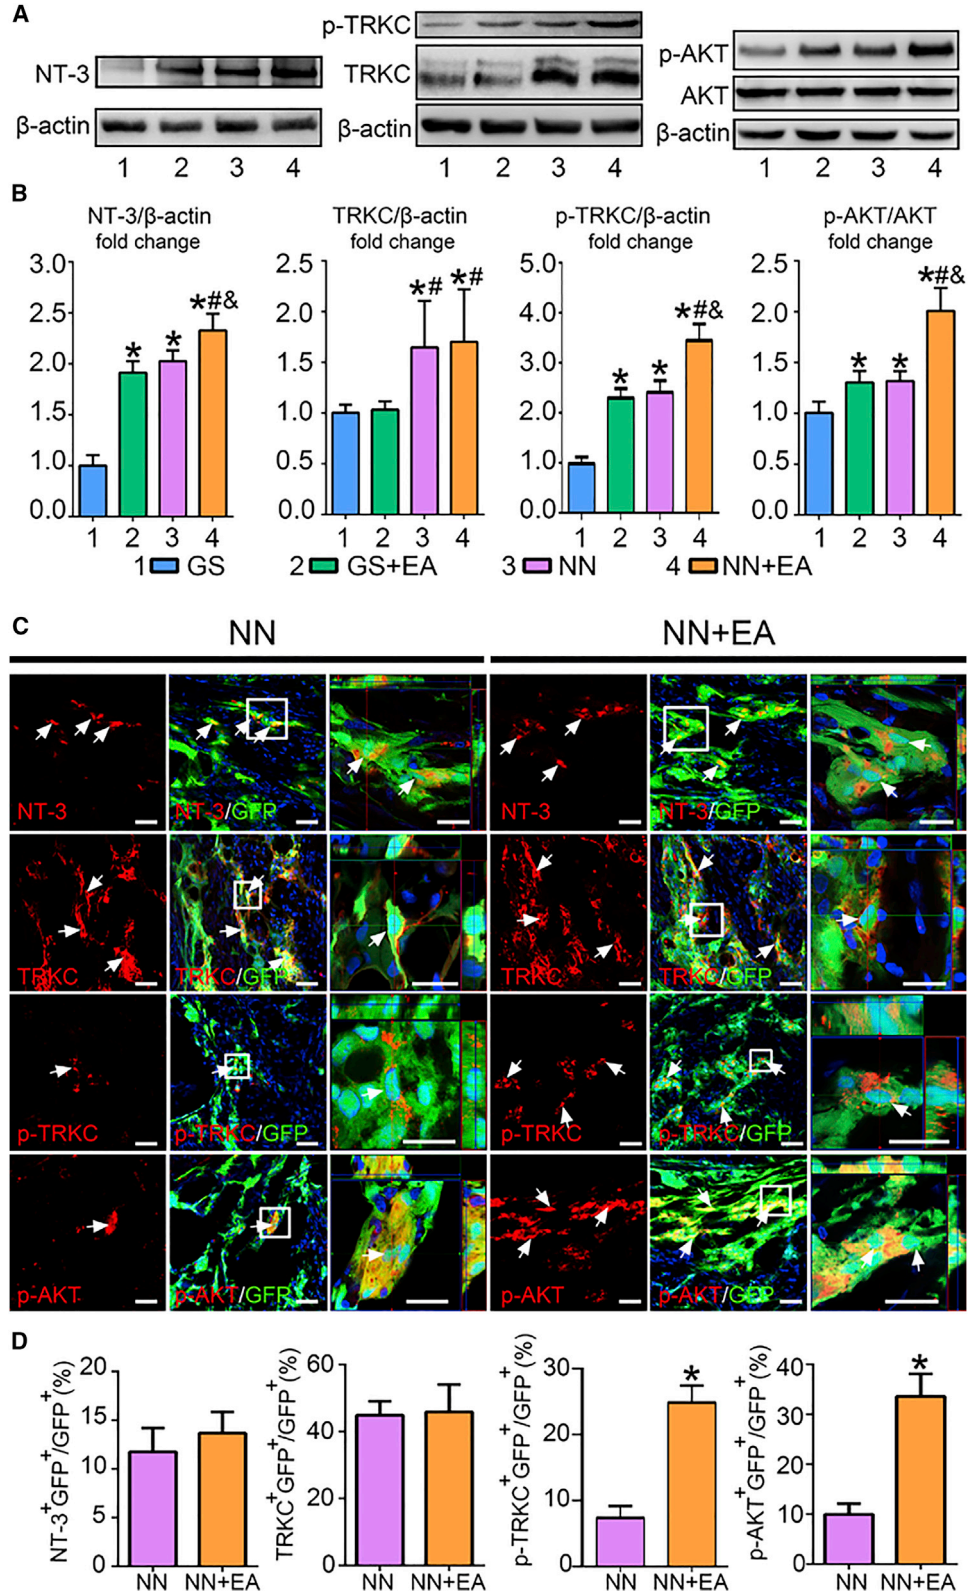 A
NT-3
β-actin
1 2 3 4
p-TRKC
TRKC
β-actin
1 2 3 4
p-AKT
AKT
β-actin
1 2 3 4
B
NT-3/β-actin
fold change
3.0
2.5
2.0
1.5
1.0
0.0
*
*
*#&
1 2 3 4
TRKC/β-actin
fold change
2.5
2.0
1.5
1.0
0.5
0.0
*#
*#
1 2 3 4
p-TRKC/β-actin
fold change
5.0
4.0
3.0
2.0
1.0
0.0
*
*
*#&
1 2 3 4
p-AKT/AKT
fold change
2.5
2.0
1.5
1.0
0.5
0.0
*
*
*#&
1 2 3 4
1 GS 2 GS+EA 3 NN 4 NN+EA
C
NN NN+EA
NT-3 NT-3/GFP NT-3 NT-3/GFP
TRKC TRKC/GFP TRKC TRKC/GFP
p-TRKC p-TRKC/GFP p-TRKC p-TRKC/GFP
p-AKT p-AKT/GFP p-AKT p-AKT/GFP
D
NT-3+GFP+/GFP+ (%)
20
15
10
5
0
NN NN+EA
TRKC+GFP+/GFP+ (%)
60
40
20
0
NN NN+EA
p-TRKC+GFP+/GFP+ (%)
30
20
10
0
*
NN NN+EA
p-AKT+GFP+/GFP+ (%)
40
30
20
10
0
*
NN NN+EA